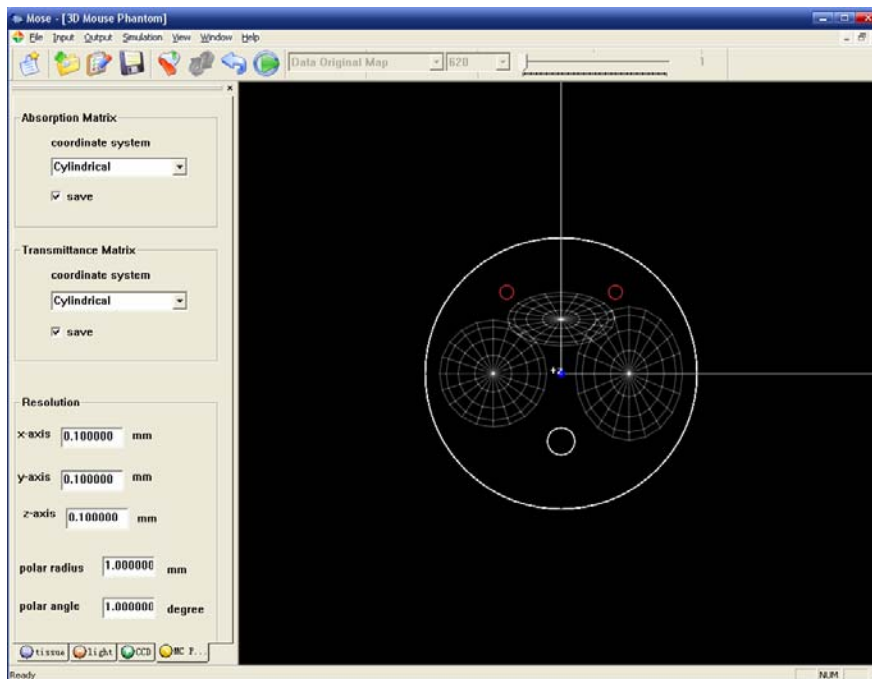 Mose - [3D Mouse Phantom]
File Input Output Simulation View Window Help
Data Original Map 620 1
Absorption Matrix
coordinate system
Cylindrical
save
Transmittance Matrix
coordinate system
Cylindrical
save
Resolution
x-axis 0.100000 mm
y-axis 0.100000 mm
z-axis 0.100000 mm
polar radius 1.000000 mm
polar angle 1.000000 degree
+z
tissue light CCD MC P...
Ready NUM